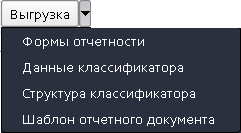 Выгрузка
Формы отчетности
Данные классификатора
Структура классификатора
Шаблон отчетного документа